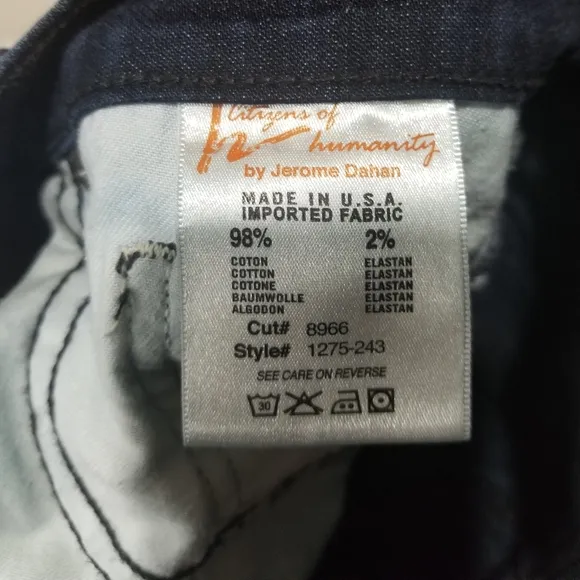 Citizens of
humanity
by Jerome Dahan
MADE IN U.S.A.
IMPORTED FABRIC
98% 2%
COTON ELASTAN
COTTON ELASTAN
COTONE ELASTAN
BAUMWOLLE ELASTAN
ALGODON ELASTAN
Cut# 8966
Style# 1275-243
SEE CARE ON REVERSE
30